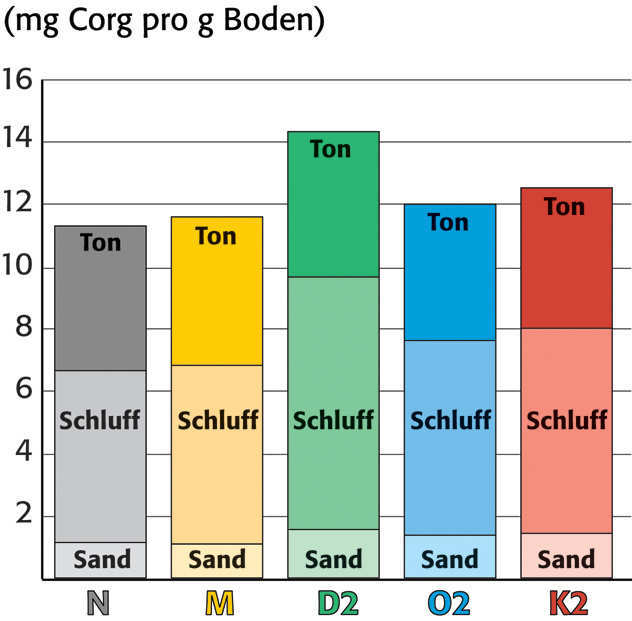 (mg Corg pro g Boden)
16
14
12
10
8
6
4
2
Ton
Ton
Ton
Ton
Ton
Schluff
Schluff
Schluff
Schluff
Schluff
Sand
Sand
Sand
Sand
Sand
N
M
D2
O2
K2